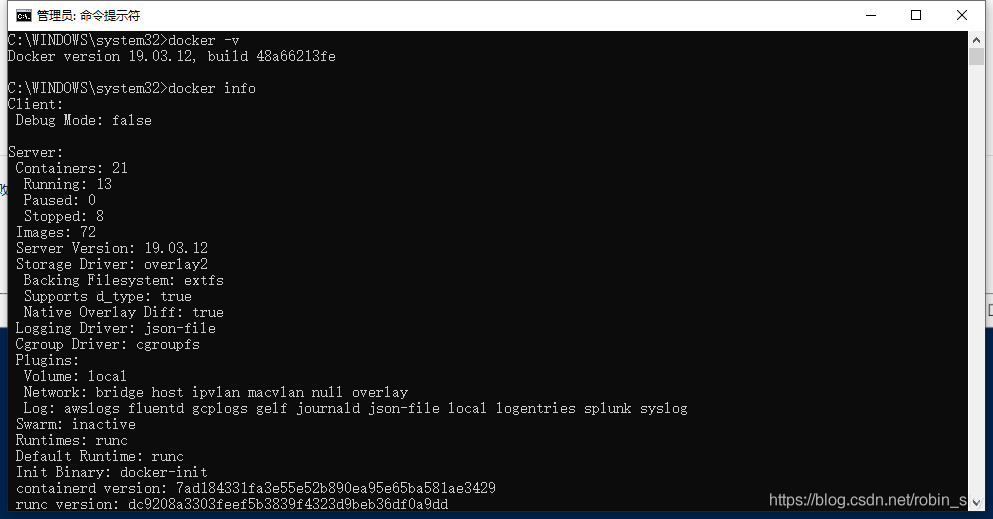 管理员: 命令提示符
C:\WINDOWS\system32>docker -v
Docker version 19.03.12, build 48a66213fe
C:\WINDOWS\system32>docker info
Client:
Debug Mode: false
Server:
Containers: 21
Running: 13
Paused: 0
Stopped: 8
Images: 72
Server Version: 19.03.12
Storage Driver: overlay2
Backing Filesystem: extfs
Supports d_type: true
Native Overlay Diff: true
Logging Driver: json-file
Cgroup Driver: cgroupfs
Plugins:
Volume: local
Network: bridge host ipvlan macvlan null overlay
Log: awslogs fluentd gcplogs gelf journald json-file local logentries splunk syslog
Swarm: inactive
Runtimes: runc
Default Runtime: runc
Init Binary: docker-init
containerd version: 7ad184331fa3e55e52b890ea95e65ba581ae3429
runc version: dc9208a3303feef5b3839f4323d9beb36df0a9dd